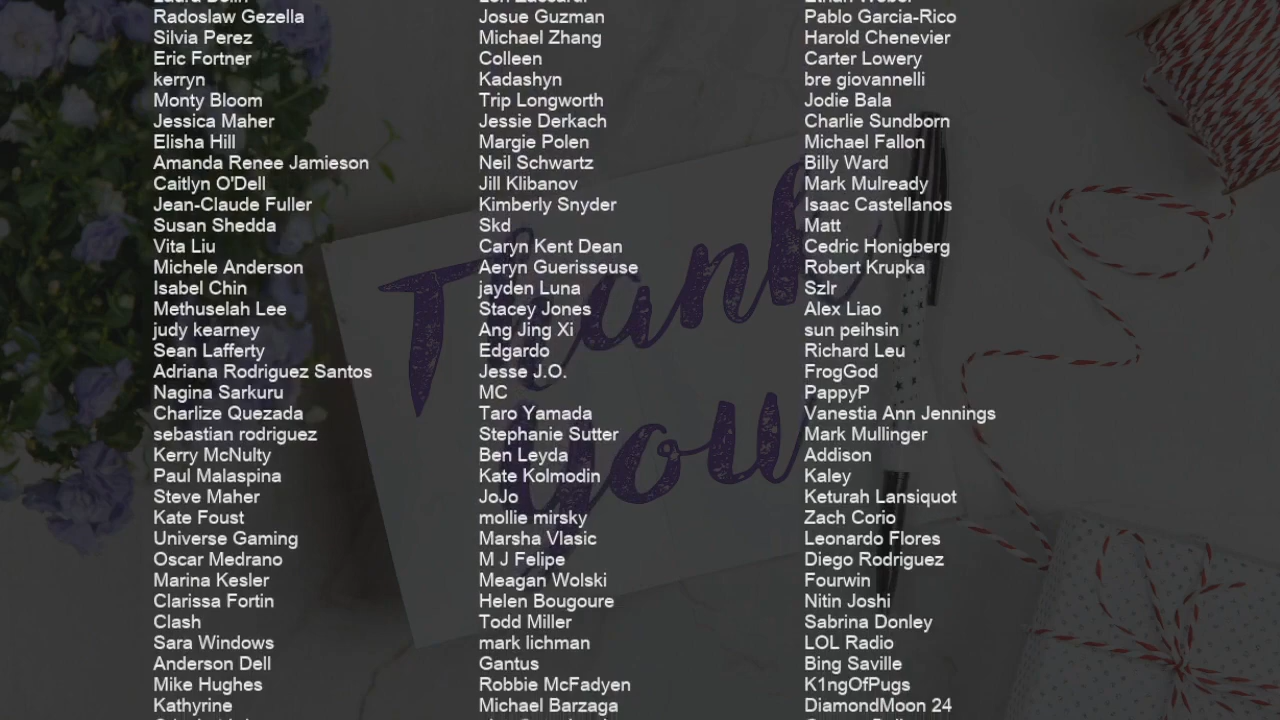 Radoslaw Gezella
Silvia Perez
Eric Fortner
kerryn
Monty Bloom
Jessica Maher
Elisha Hill
Amanda Renee Jamieson
Caitlyn O'Dell
Jean-Claude Fuller
Susan Shedda
Vita Liu
Michele Anderson
Isabel Chin
Methuselah Lee
judy kearney
Sean Lafferty
Adriana Rodriguez Santos
Nagina Sarkuru
Charlize Quezada
sebastian rodriguez
Kerry McNulty
Paul Malaspina
Steve Maher
Kate Foust
Universe Gaming
Oscar Medrano
Marina Kesler
Clarissa Fortin
Clash
Sara Windows
Anderson Dell
Mike Hughes
Kathyrine
Josue Guzman
Michael Zhang
Colleen
Kadashyn
Trip Longworth
Jessie Derkach
Margie Polen
Neil Schwartz
Jill Klibanov
Kimberly Snyder
Skd
Caryn Kent Dean
Aeryn Guerisseuse
jayden Luna
Stacey Jones
Ang Jing Xi
Edgardo
Jesse J.O.
MC
Taro Yamada
Stephanie Sutter
Ben Leyda
Kate Kolmodin
JoJo
mollie mirsky
Marsha Vlasic
M J Felipe
Meagan Wolski
Helen Bougoure
Todd Miller
mark lichman
Gantus
Robbie McFadyen
Michael Barzaga
Pablo Garcia-Rico
Harold Chenevier
Carter Lowery
bre giovannelli
Jodie Bala
Charlie Sundborn
Michael Fallon
Billy Ward
Mark Mulready
Isaac Castellanos
Matt
Cedric Honigberg
Robert Krupka
Szlr
Alex Liao
sun peihsin
Richard Leu
FrogGod
PappyP
Vanestia Ann Jennings
Mark Mullinger
Addison
Kaley
Keturah Lansiquot
Zach Corio
Leonardo Flores
Diego Rodriguez
Fourwin
Nitin Joshi
Sabrina Donley
LOL Radio
Bing Saville
K1ngOfPugs
DiamondMoon 24
Thank
you